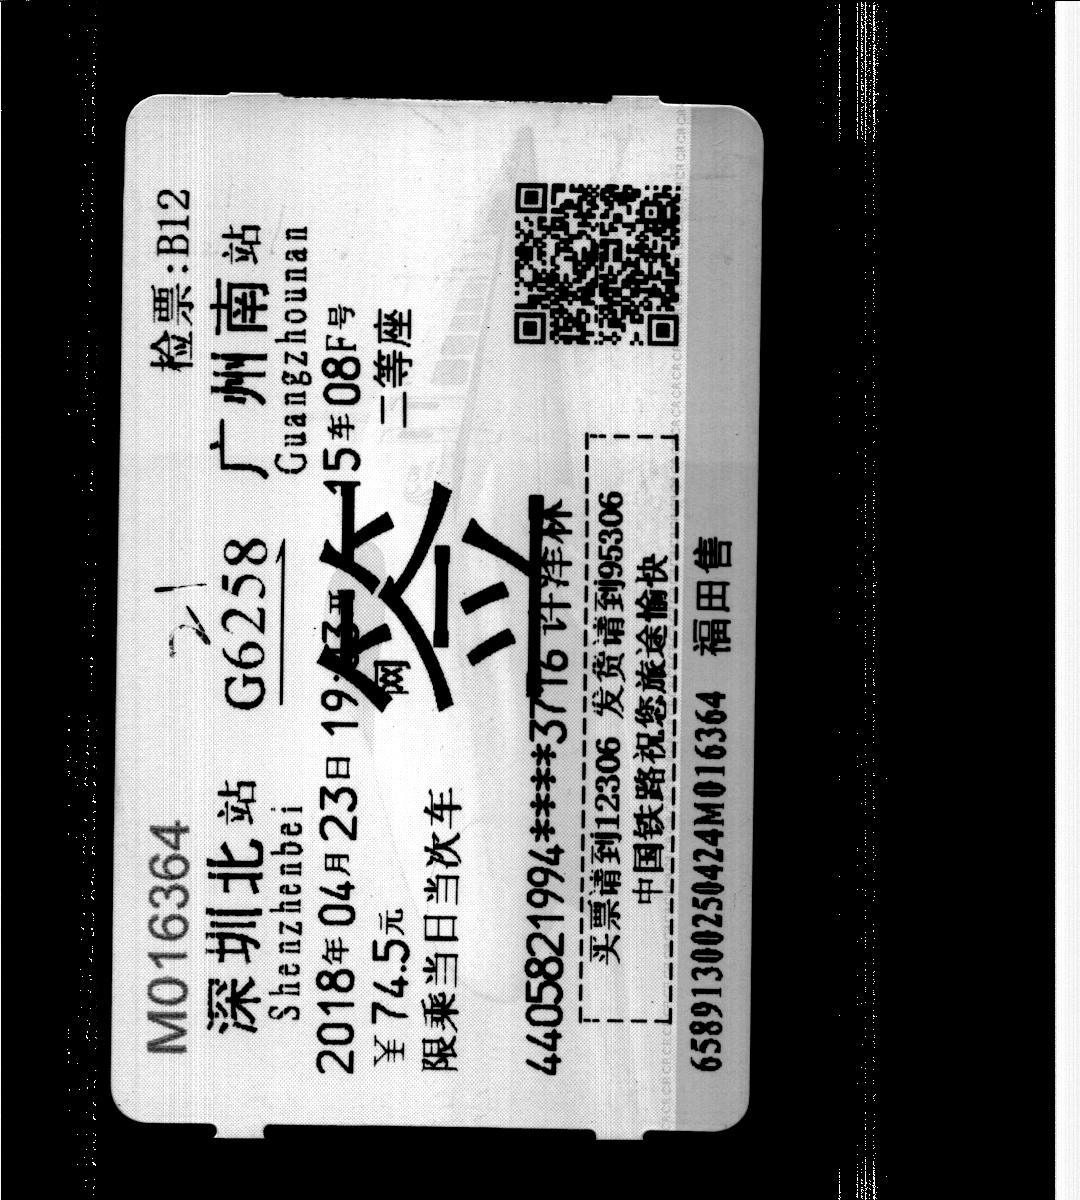 M016364 检票:B12
深圳北站 G6258 广州南站
Shenzhenbei Guangzhounan
2018年04月23日 19:43开 15车08F号
￥74.5元 网 二等座
限乘当日当次车
签
4405821994****3716 许泽林
买票请到12306 发货请到95306
中国铁路祝您旅途愉快
65891300250424M016364 福田售